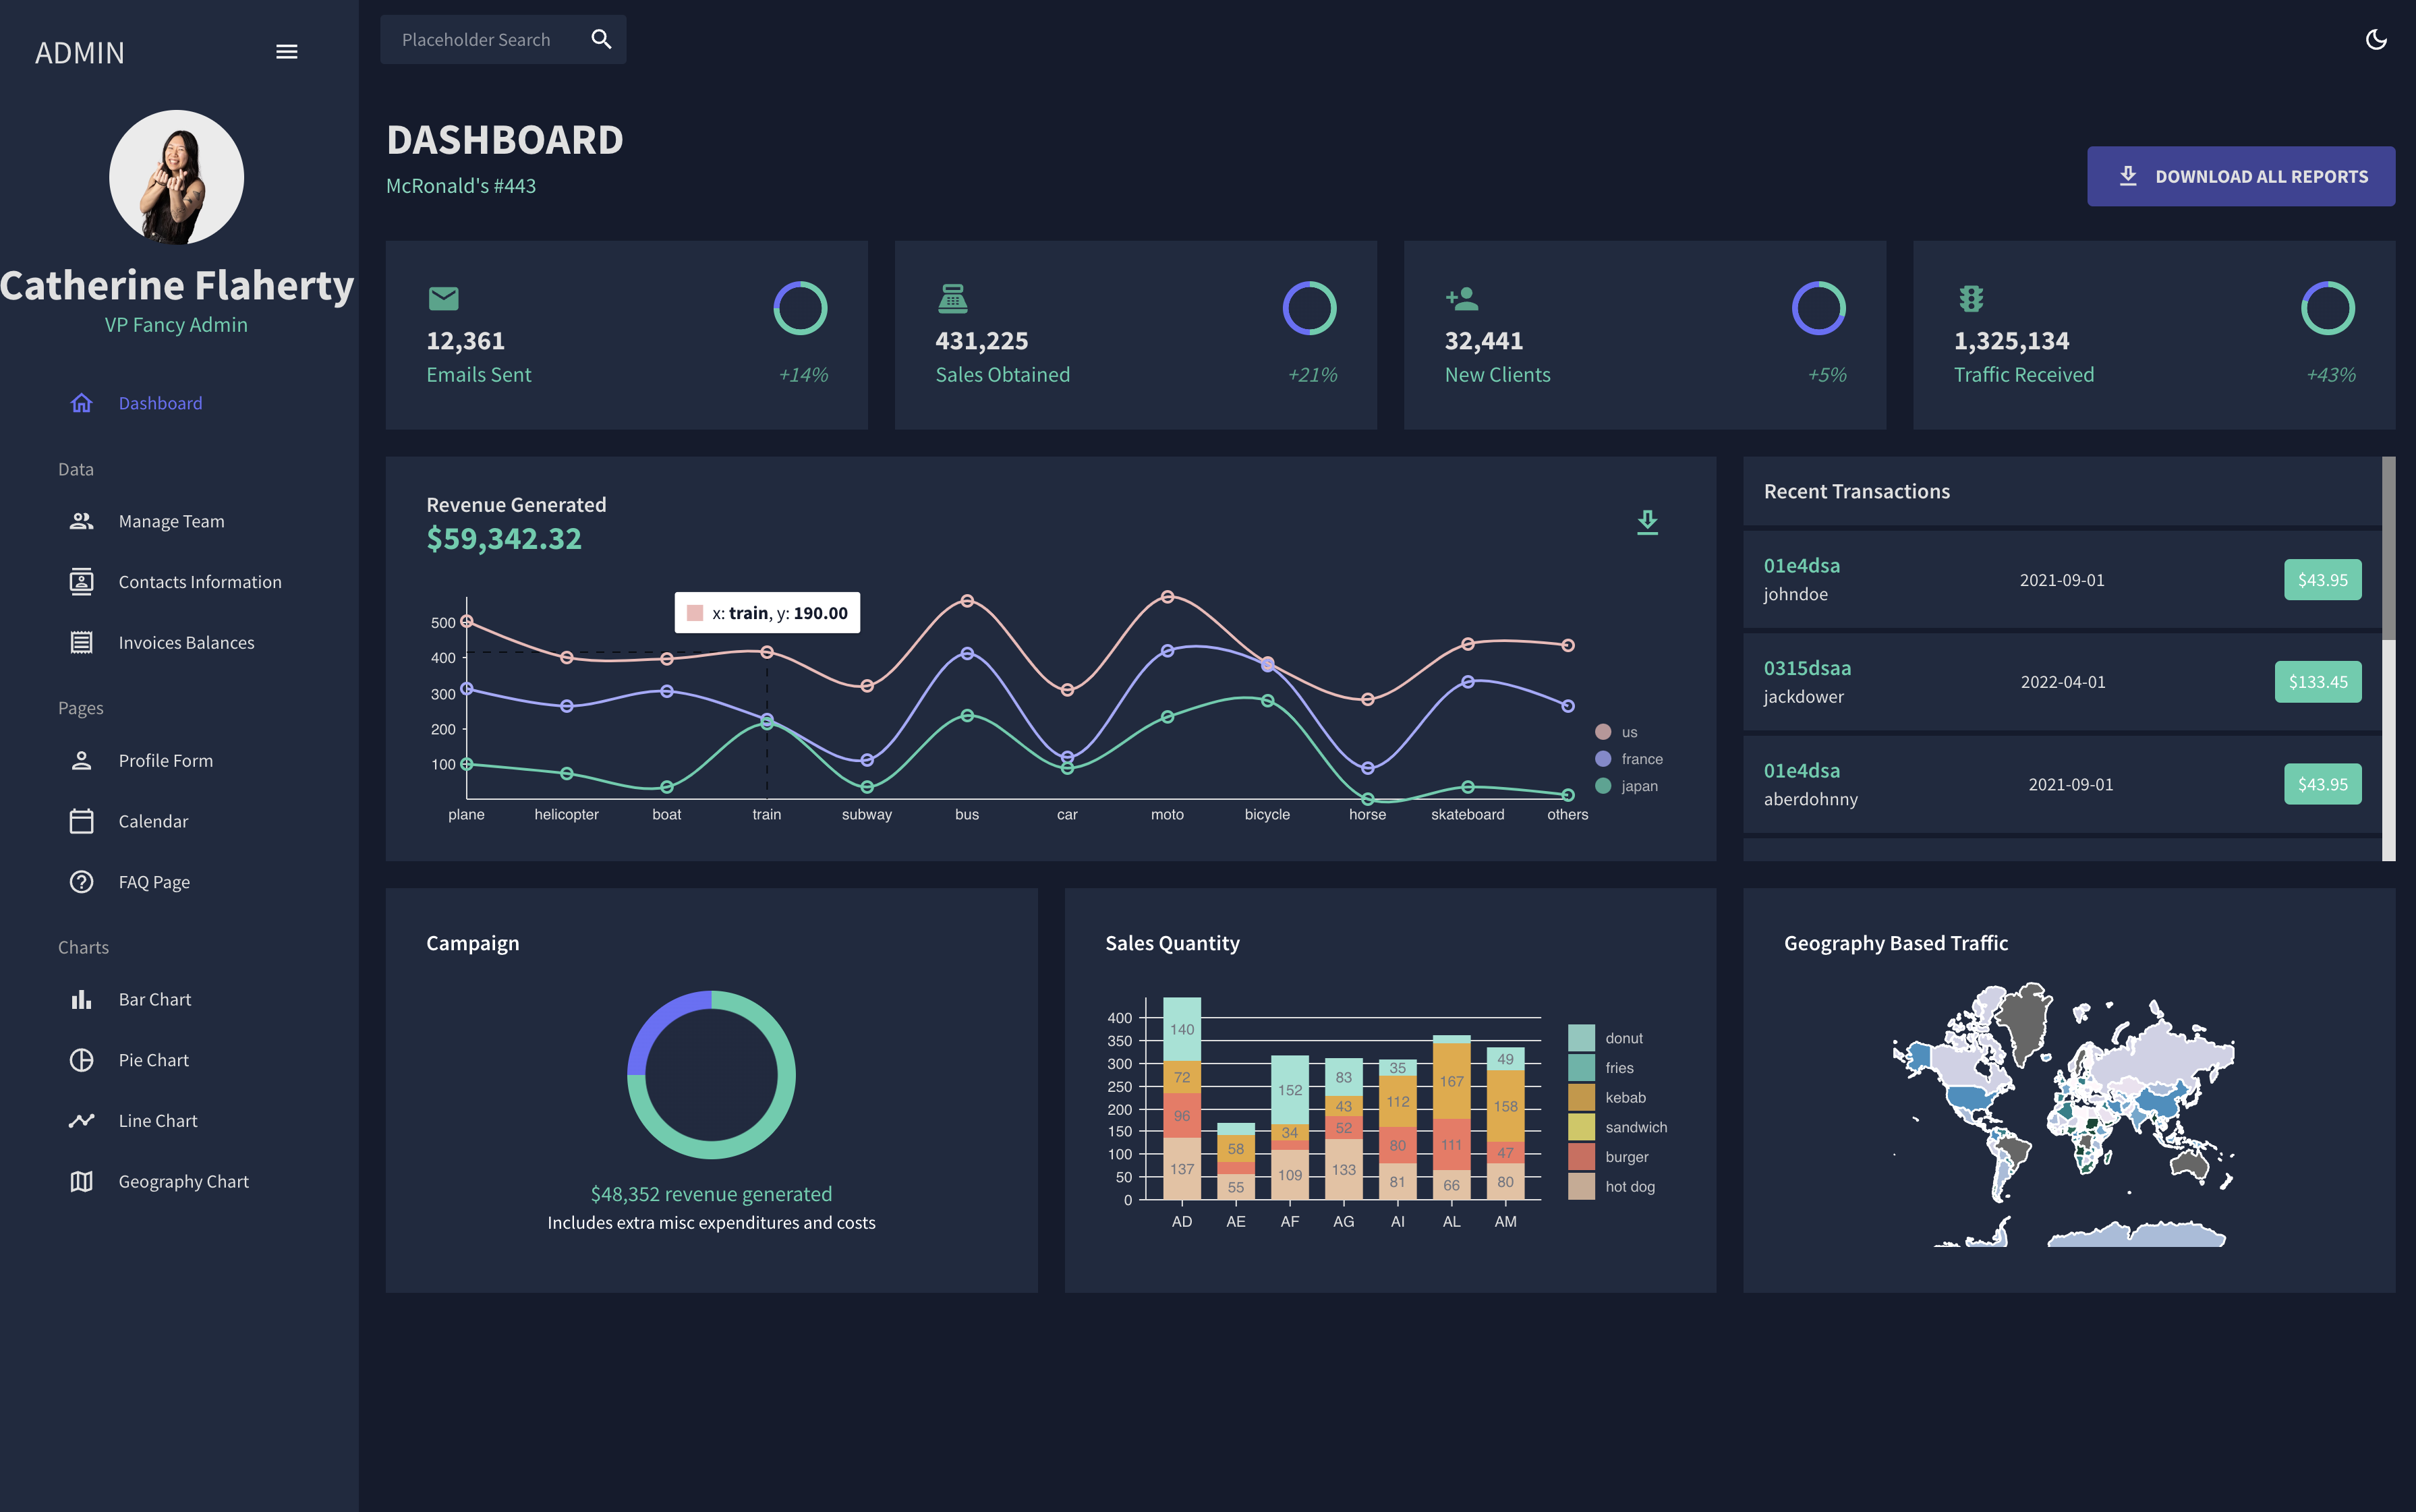 ADMIN
Placeholder Search
Catherine Flaherty
VP Fancy Admin
Dashboard
Data
Manage Team
Contacts Information
Invoices Balances
Pages
Profile Form
Calendar
FAQ Page
Charts
Bar Chart
Pie Chart
Line Chart
Geography Chart
DASHBOARD
McRonald's #443
DOWNLOAD ALL REPORTS
12,361
Emails Sent
+14%
431,225
Sales Obtained
+21%
32,441
New Clients
+5%
1,325,134
Traffic Received
+43%
Revenue Generated
$59,342.32
x: train, y: 190.00
500
400
300
200
100
plane helicopter boat train subway bus car moto bicycle horse skateboard others
us
france
japan
Recent Transactions
01e4dsa
johndoe
2021-09-01
$43.95
0315dsaa
jackdower
2022-04-01
$133.45
01e4dsa
aberdohnny
2021-09-01
$43.95
Campaign
$48,352 revenue generated
Includes extra misc expenditures and costs
Sales Quantity
400
350
300
250
200
150
100
50
0
140
72
96
137
58
55
152
34
109
83
43
52
133
35
112
80
81
167
111
66
49
158
47
80
AD AE AF AG AI AL AM
donut
fries
kebab
sandwich
burger
hot dog
Geography Based Traffic